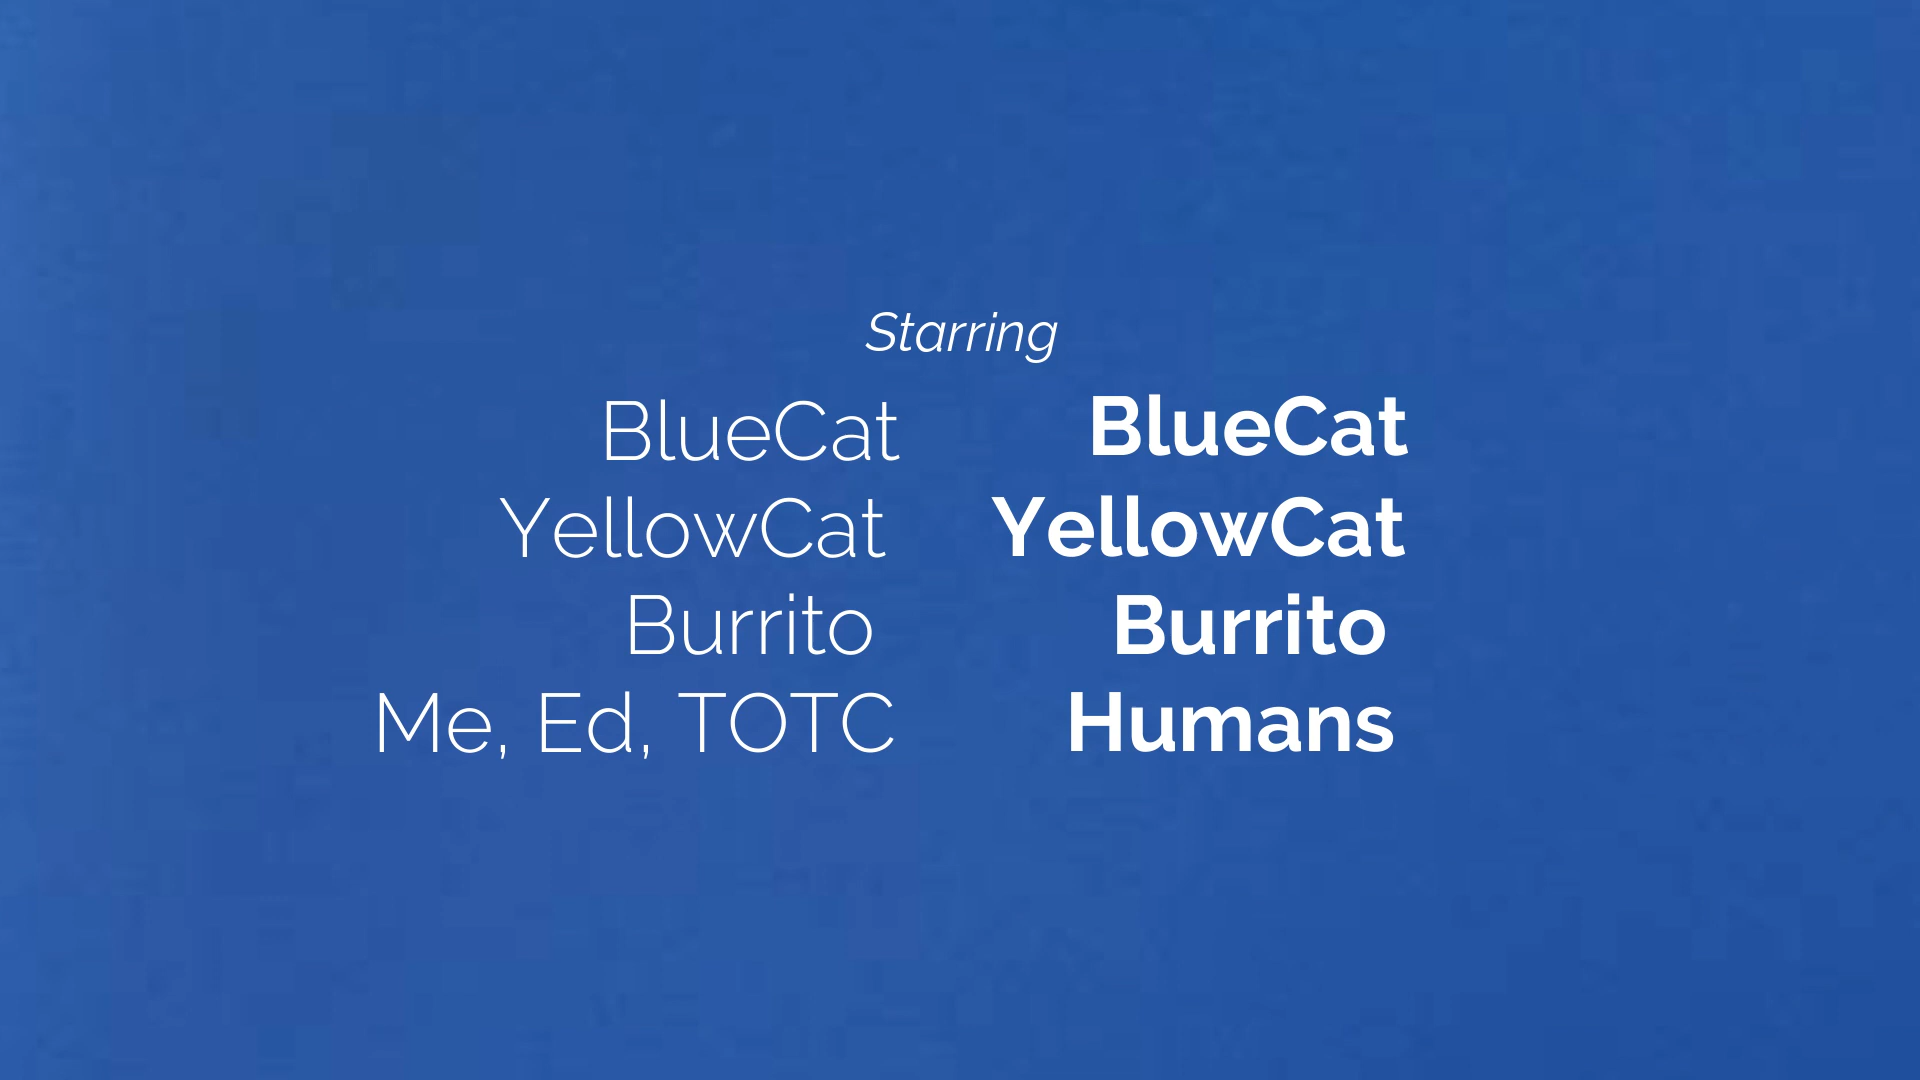 Starring
BlueCat BlueCat
YellowCat YellowCat
Burrito Burrito
Me, Ed, TOTC Humans